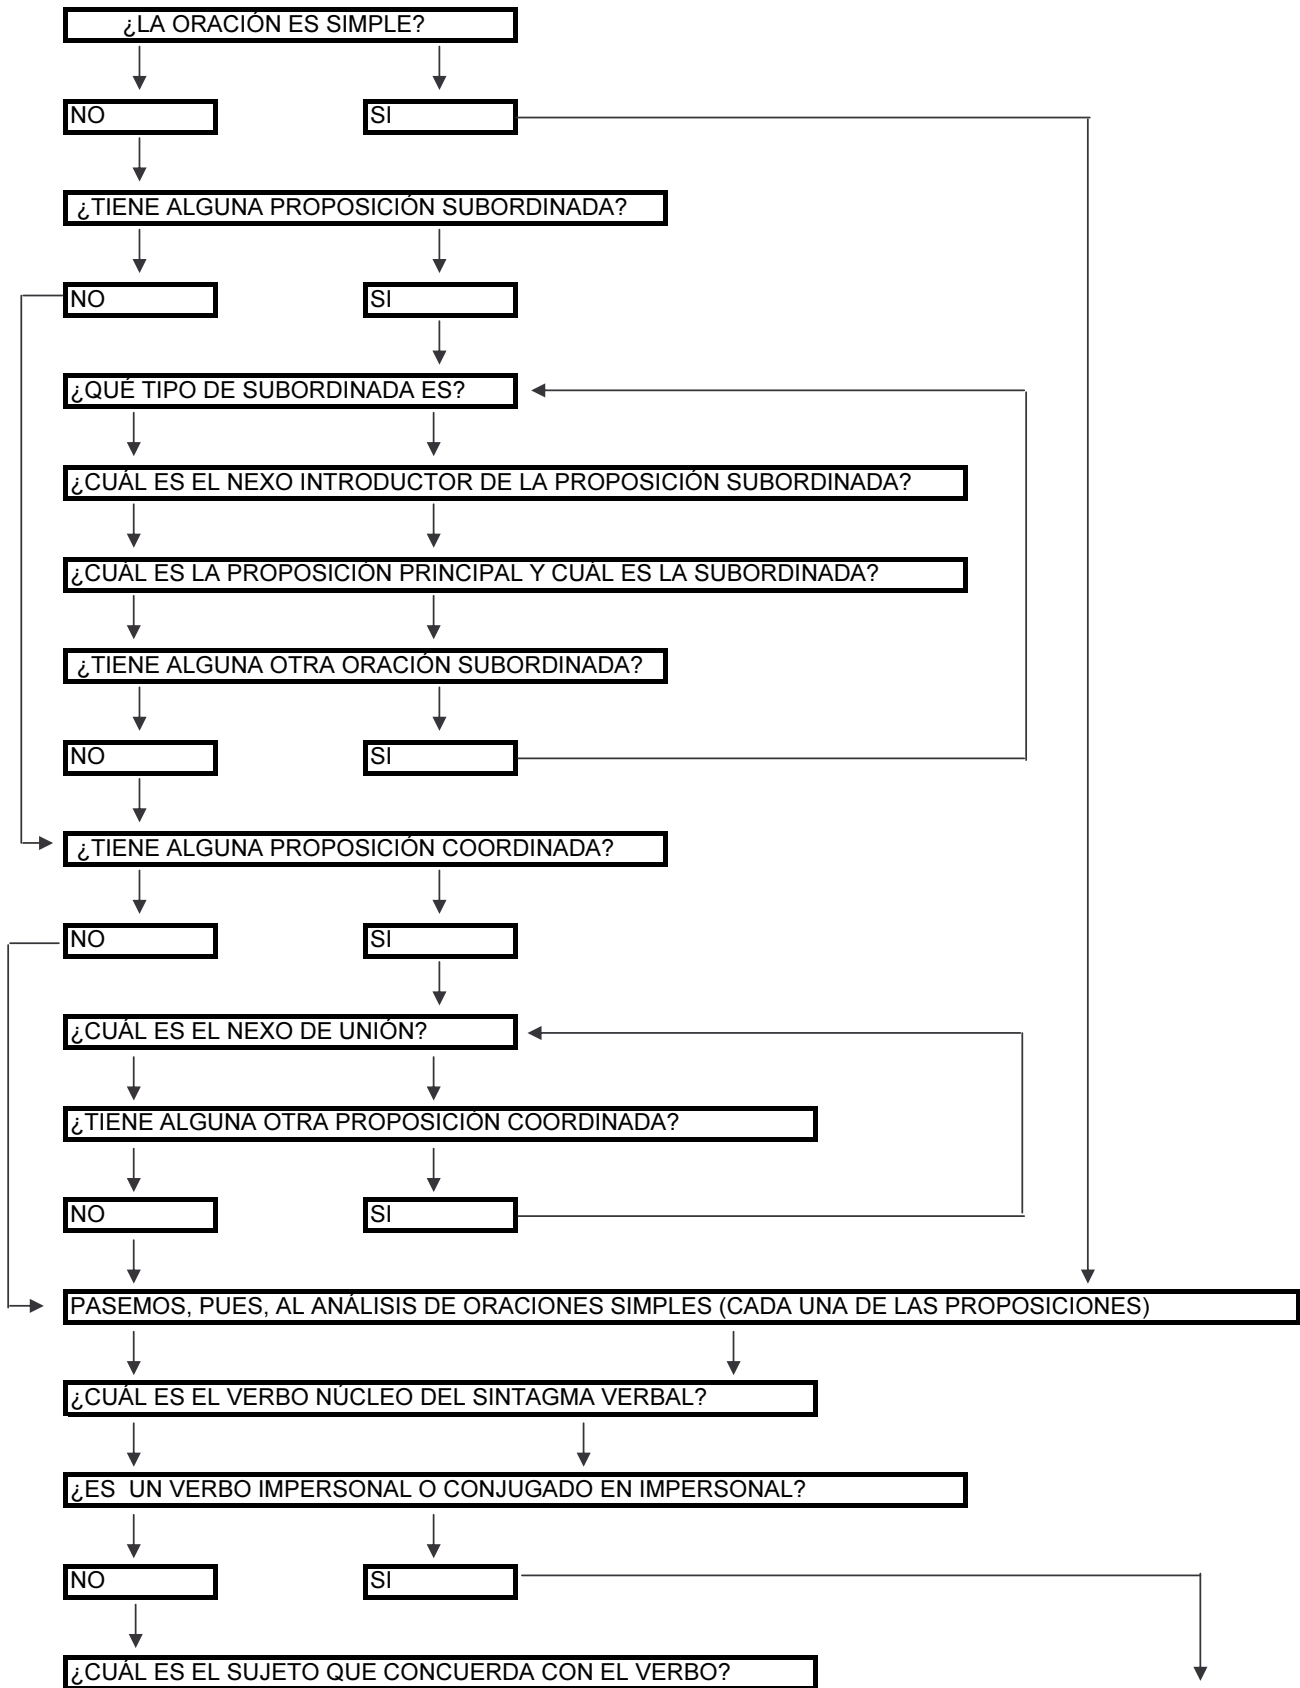 ¿LA ORACIÓN ES SIMPLE?
NO SI
¿TIENE ALGUNA PROPOSICIÓN SUBORDINADA?
NO SI
¿QUÉ TIPO DE SUBORDINADA ES?
¿CUÁL ES EL NEXO INTRODUCTOR DE LA PROPOSICIÓN SUBORDINADA?
¿CUÁL ES LA PROPOSICIÓN PRINCIPAL Y CUÁL ES LA SUBORDINADA?
¿TIENE ALGUNA OTRA ORACIÓN SUBORDINADA?
NO SI
¿TIENE ALGUNA PROPOSICIÓN COORDINADA?
NO SI
¿CUÁL ES EL NEXO DE UNIÓN?
¿TIENE ALGUNA OTRA PROPOSICIÓN COORDINADA?
NO SI
PASEMOS, PUES, AL ANÁLISIS DE ORACIONES SIMPLES (CADA UNA DE LAS PROPOSICIONES)
¿CUÁL ES EL VERBO NÚCLEO DEL SINTAGMA VERBAL?
¿ES UN VERBO IMPERSONAL O CONJUGADO EN IMPERSONAL?
NO SI
¿CUÁL ES EL SUJETO QUE CONCUERDA CON EL VERBO?